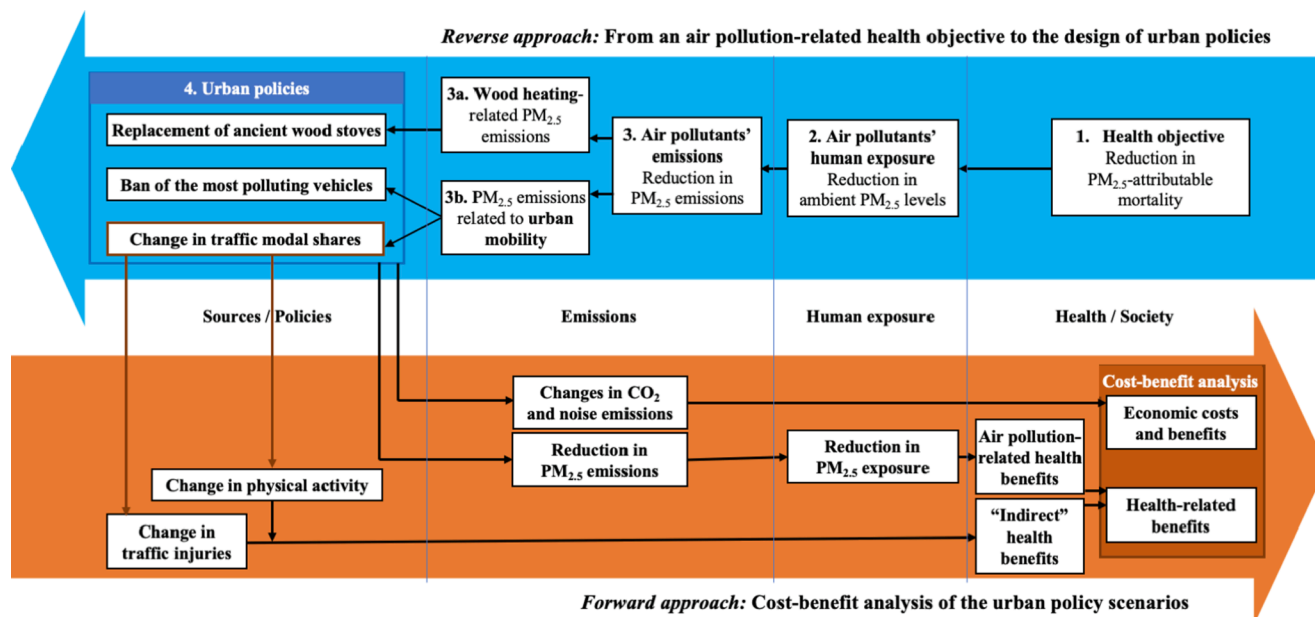 Reverse approach: From an air pollution-related health objective to the design of urban policies
4. Urban policies
Replacement of ancient wood stoves
Ban of the most polluting vehicles
Change in traffic modal shares
3a. Wood heating-
related PM2.5
emissions
3b. PM2.5 emissions
related to urban
mobility
3. Air pollutants’
emissions
Reduction in
PM2.5 emissions
2. Air pollutants’
human exposure
Reduction in
ambient PM2.5 levels
1. Health objective
Reduction in
PM2.5-attributable
mortality
Sources / Policies
Emissions
Human exposure
Health / Society
Changes in CO2
and noise emissions
Reduction in
PM2.5 emissions
Change in physical activity
Change in
traffic injuries
Reduction in
PM2.5 exposure
Air pollution-
related health
benefits
“Indirect”
health
benefits
Cost-benefit analysis
Economic costs
and benefits
Health-related
benefits
Forward approach: Cost-benefit analysis of the urban policy scenarios